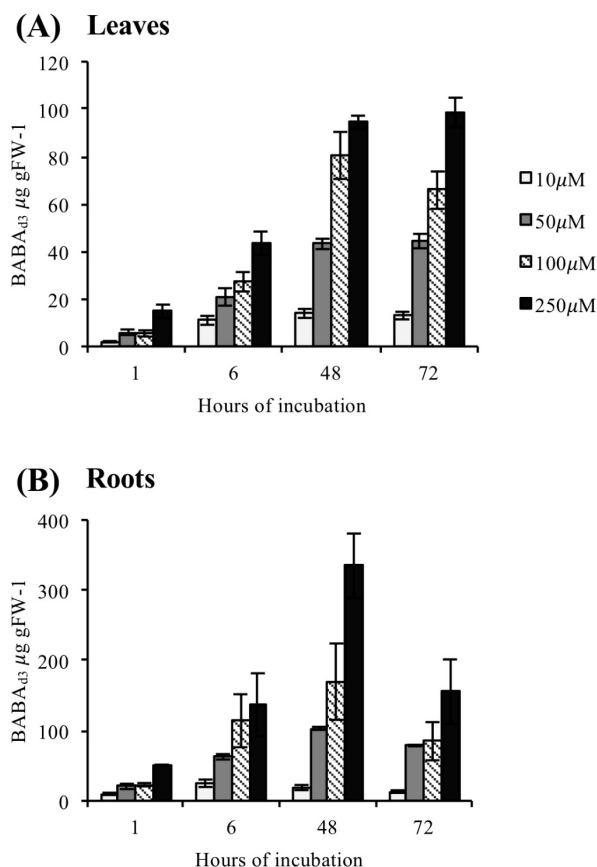 (A) Leaves
120
100
80
60
40
20
0
BABAd3 µg gFW-1
1 6 48 72
Hours of incubation
10µM
50µM
100µM
250µM
(B) Roots
400
300
200
100
0
BABAd3 µg gFW-1
1 6 48 72
Hours of incubation